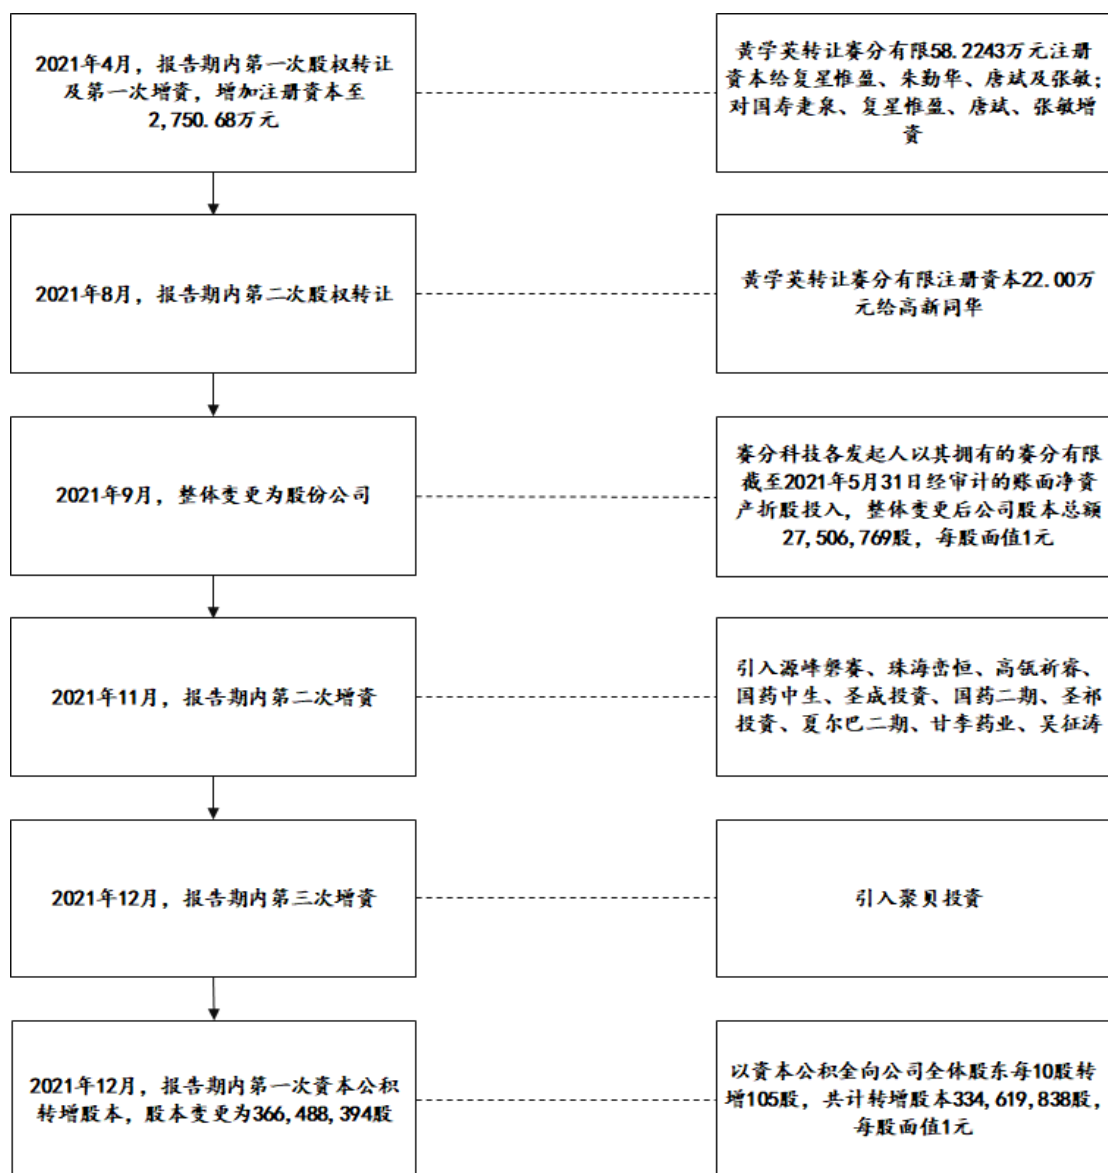 2021年4月，报告期内第一次股权转让
及第一次增资，增加注册资本至
2,750.68万元
黄学英转让赛分有限58.2243万元注册
资本给复星惟盈、朱勤华、唐斌及张敏；
对国寿疌泉、复星惟盈、唐斌、张敏增
资
2021年8月，报告期内第二次股权转让
黄学英转让赛分有限注册资本22.00万
元给高新同华
2021年9月，整体变更为股份公司
赛分科技各发起人以其拥有的赛分有限
截至2021年5月31日经审计的账面净资
产折股投入，整体变更后公司股本总额
27,506,769股，每股面值1元
2021年11月，报告期内第二次增资
引入源峰磐赛、珠海峦恒、高瓴祈睿、
国药中生、圣成投资、国药二期、圣祁
投资、夏尔巴二期、甘李药业、吴征涛
2021年12月，报告期内第三次增资
引入聚贝投资
2021年12月，报告期内第一次资本公积
转增股本，股本变更为366,488,394股
以资本公积金向公司全体股东每10股转
增105股，共计转增股本334,619,838股，
每股面值1元